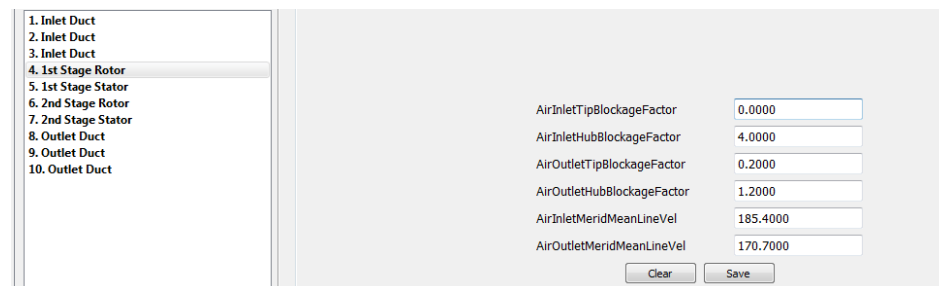 1. Inlet Duct
2. Inlet Duct
3. Inlet Duct
4. 1st Stage Rotor
5. 1st Stage Stator
6. 2nd Stage Rotor
7. 2nd Stage Stator
8. Outlet Duct
9. Outlet Duct
10. Outlet Duct
AirInletTipBlockageFactor 0.0000
AirInletHubBlockageFactor 4.0000
AirOutletTipBlockageFactor 0.2000
AirOutletHubBlockageFactor 1.2000
AirInletMeridMeanLineVel 185.4000
AirOutletMeridMeanLineVel 170.7000
Clear Save